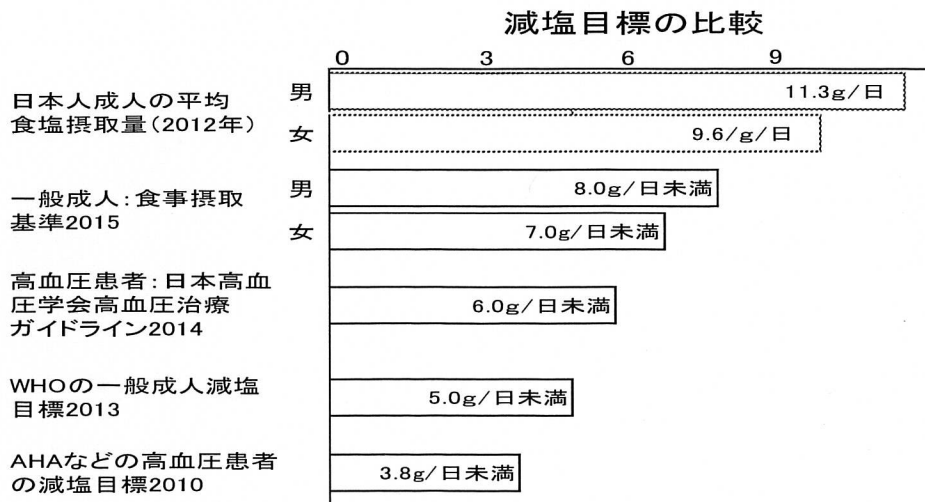 減塩目標の比較
0 3 6 9
日本人成人の平均
食塩摂取量(2012年)
男 11.3g/日
女 9.6/g/日
一般成人:食事摂取
基準2015
男 8.0g/日未満
女 7.0g/日未満
高血圧患者:日本高血
圧学会高血圧治療
ガイドライン2014
6.0g/日未満
WHOの一般成人減塩
目標2013
5.0g/日未満
AHAなどの高血圧患者
の減塩目標2010
3.8g/日未満